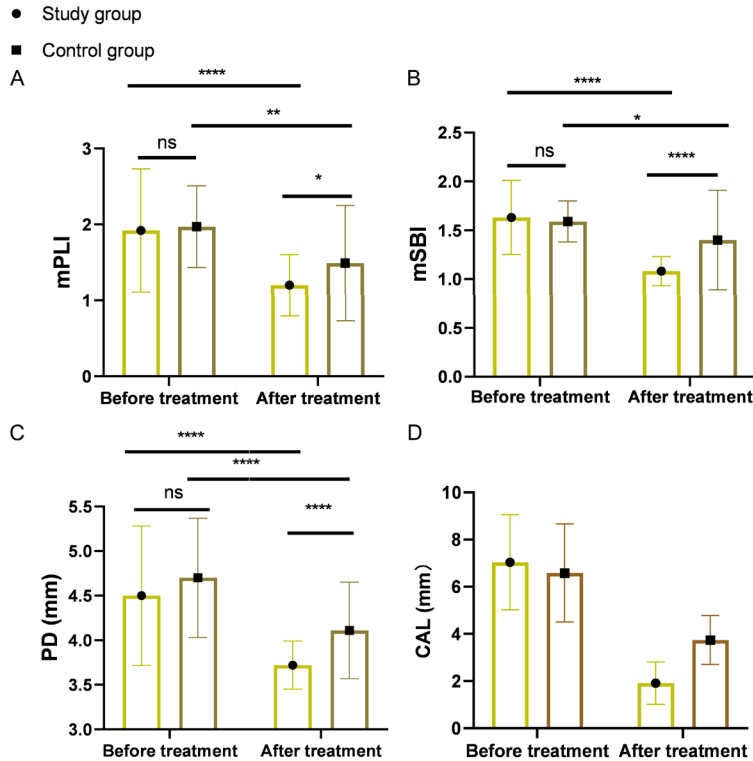 Study group
Control group
A
****
**
ns
*
3
2
1
0
mPLI
Before treatment After treatment
B
****
*
ns
****
2.5
2.0
1.5
1.0
0.5
0.0
mSBI
Before treatment After treatment
C
****
****
ns
****
5.5
5.0
4.5
4.0
3.5
3.0
PD (mm)
Before treatment After treatment
D
10
8
6
4
2
0
CAL (mm)
Before treatment After treatment